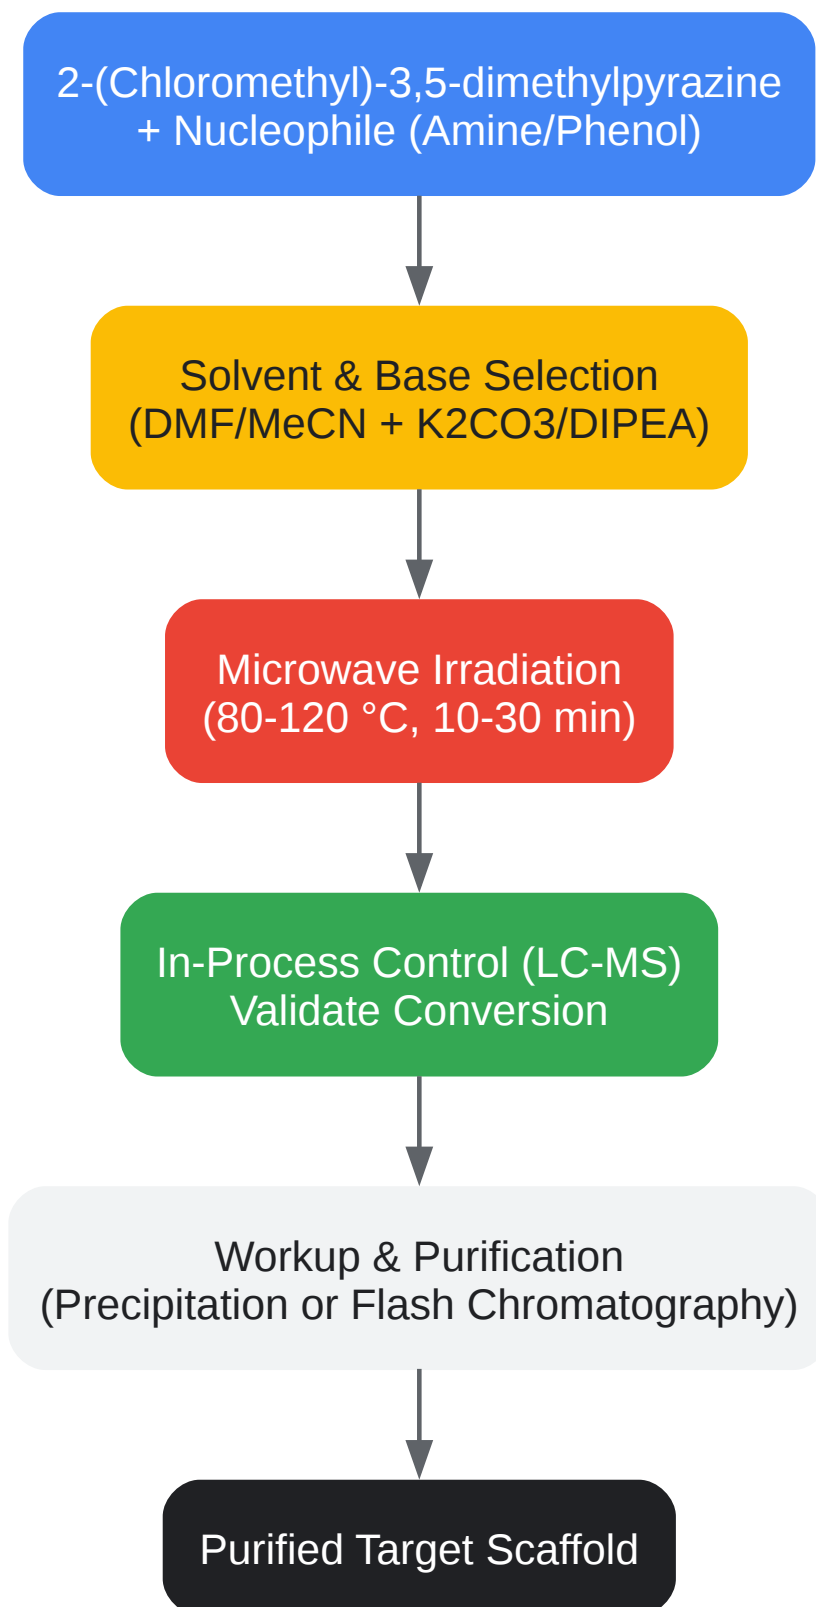 2-(Chloromethyl)-3,5-dimethylpyrazine
+ Nucleophile (Amine/Phenol)
Solvent & Base Selection
(DMF/MeCN + K2CO3/DIPEA)
Microwave Irradiation
(80-120 °C, 10-30 min)
In-Process Control (LC-MS)
Validate Conversion
Workup & Purification
(Precipitation or Flash Chromatography)
Purified Target Scaffold